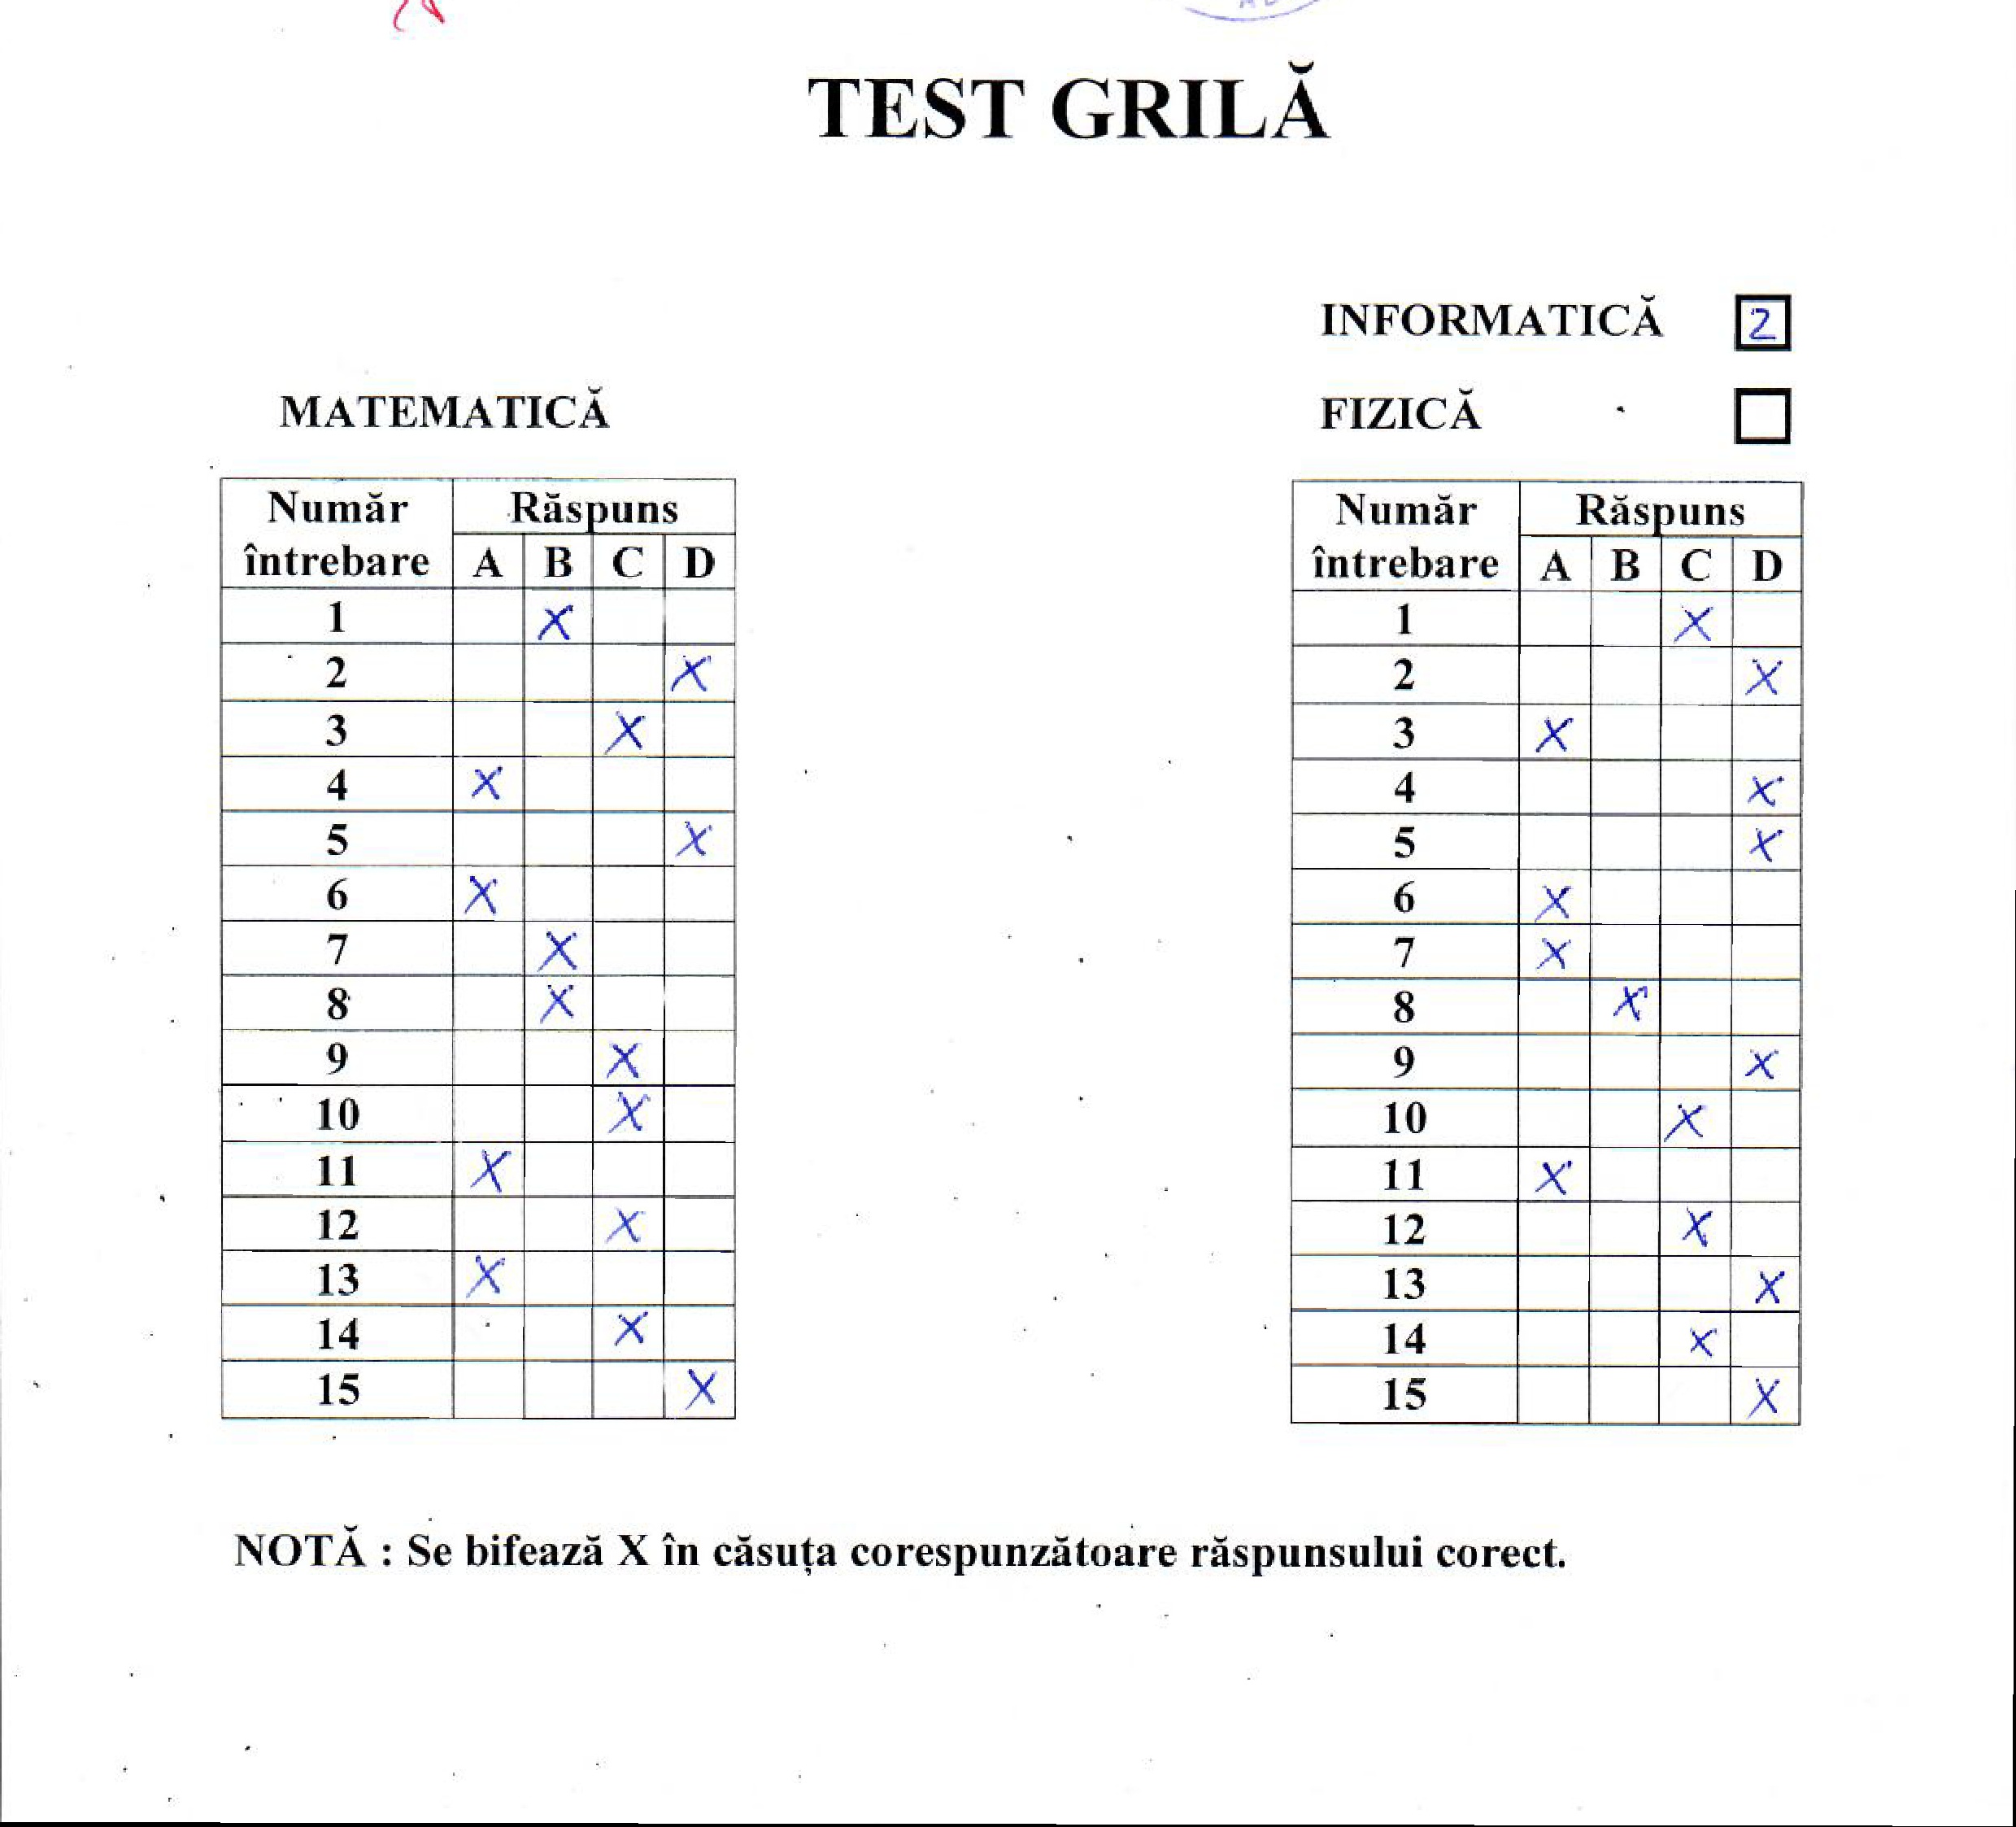 TEST GRILĂ
INFORMATICĂ 2
FIZICĂ
MATEMATICĂ
Număr întrebare Răspuns
A B C D
1 X
2 X
3 X
4 X
5 X
6 X
7 X
8 X
9 X
10 X
11 X
12 X
13 X
14 X
15 X
Număr întrebare Răspuns
A B C D
1 X
2 X
3 X
4 X
5 X
6 X
7 X
8 X
9 X
10 X
11 X
12 X
13 X
14 X
15 X
NOTĂ : Se bifează X în căsuța corespunzătoare răspunsului corect.